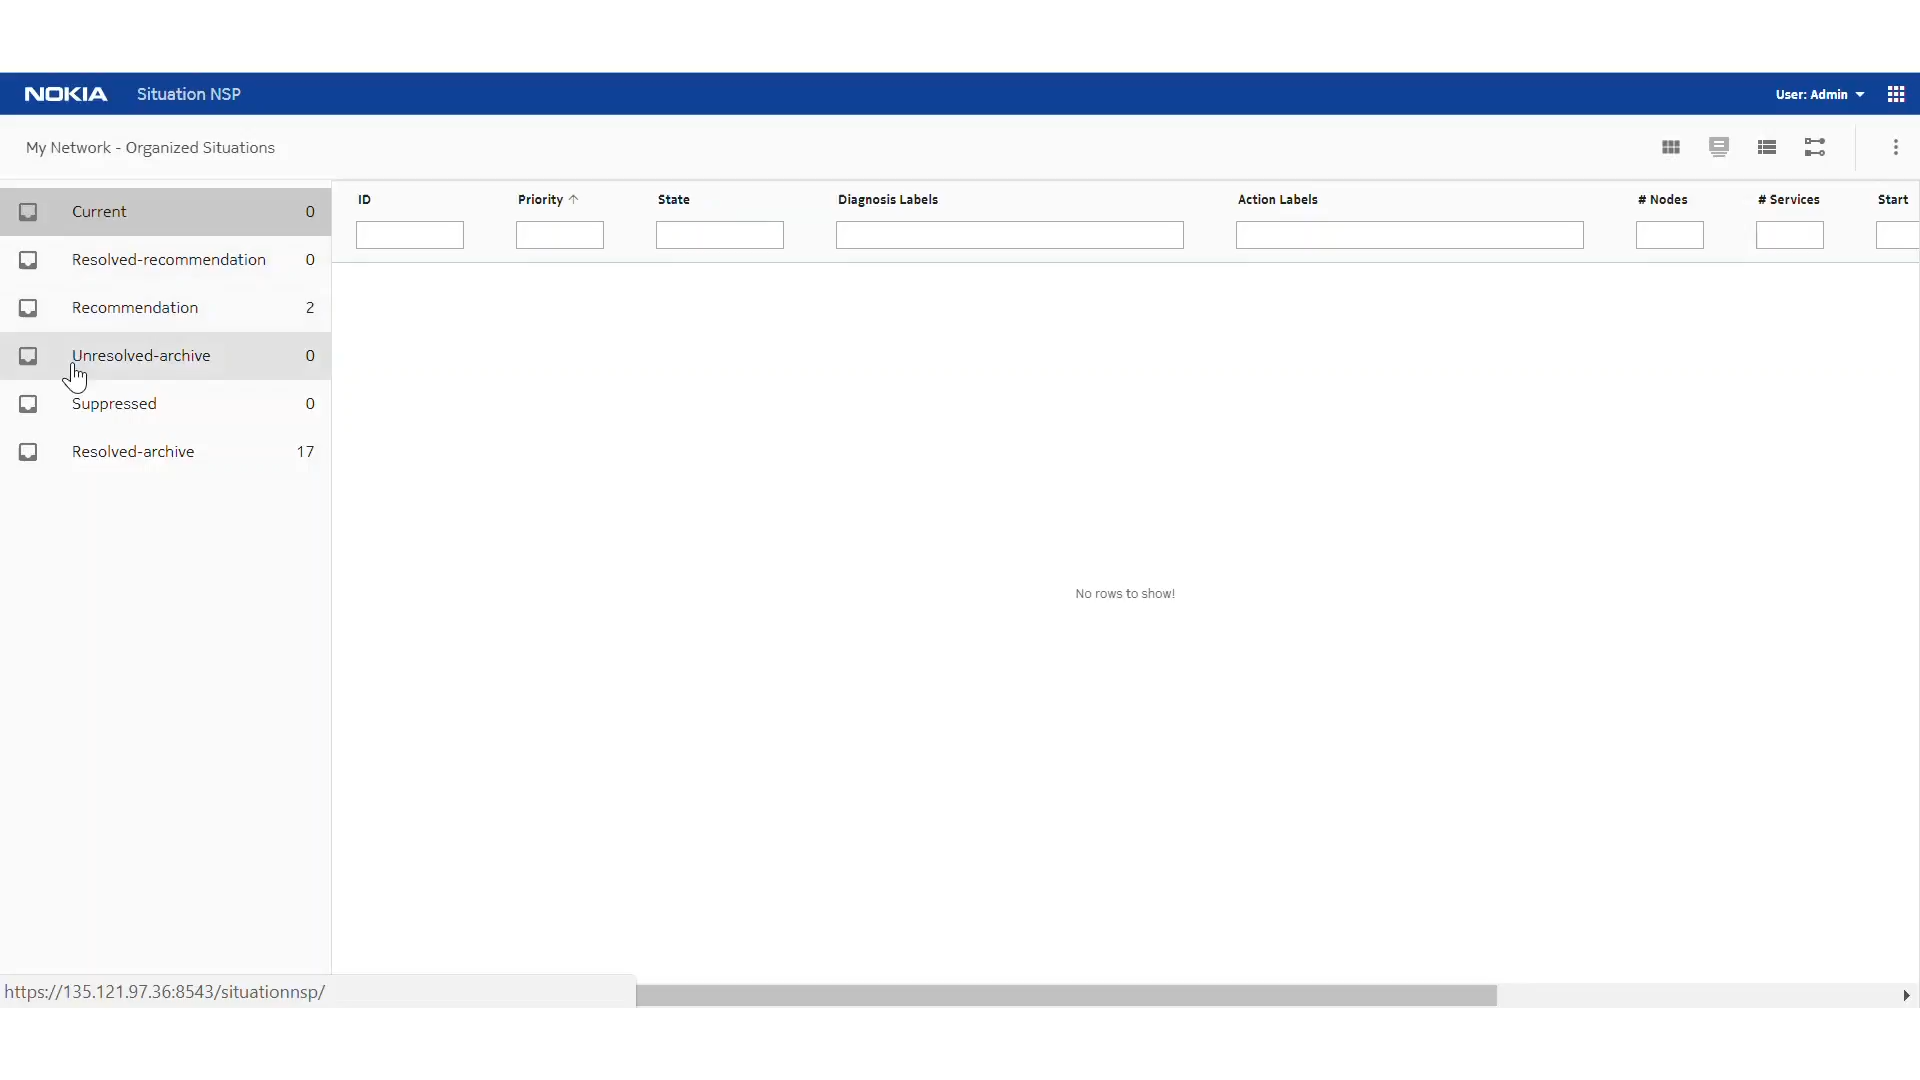 NOKIA Situation NSP User: Admin
My Network - Organized Situations
Current 0
Resolved-recommendation 0
Recommendation 2
Unresolved-archive 0
Suppressed 0
Resolved-archive 17
ID Priority State Diagnosis Labels Action Labels # Nodes # Services Start
No rows to show!
https://135.121.97.36:8543/situationnsp/